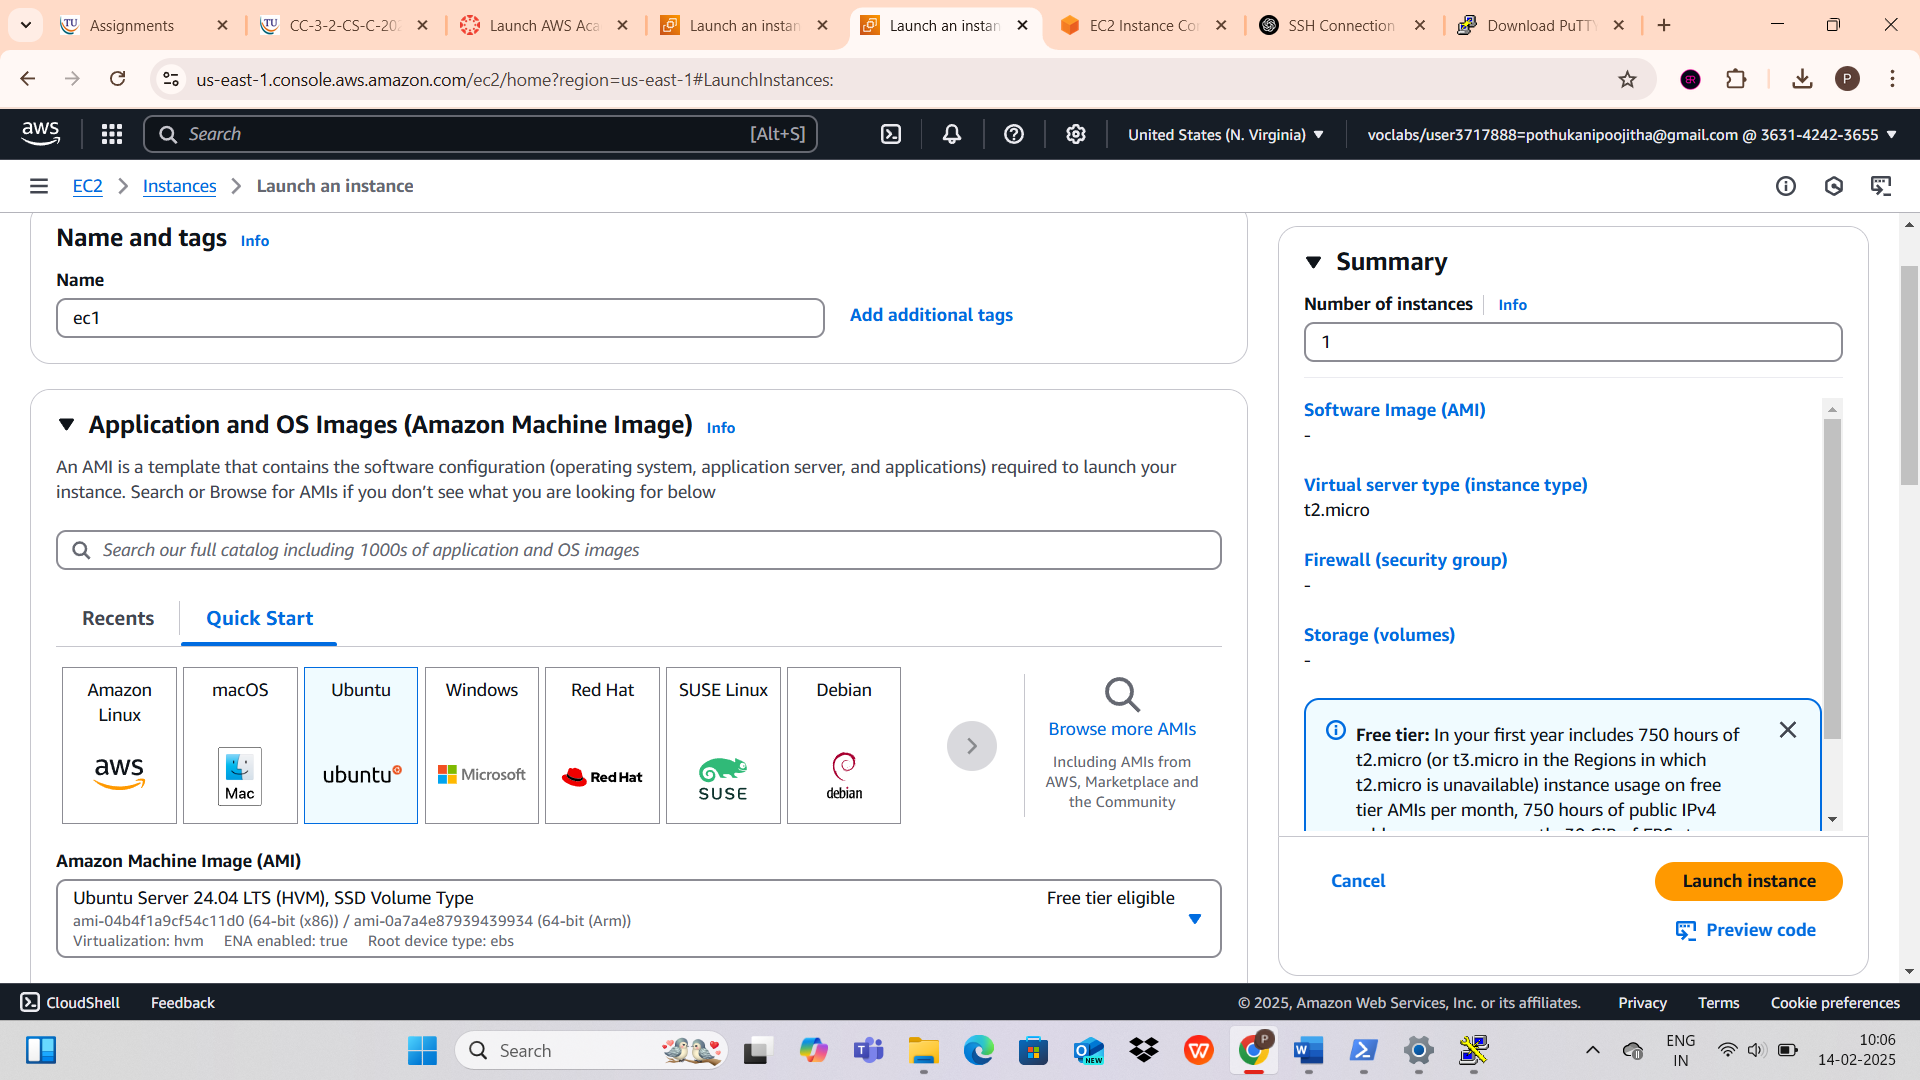 Assignments
CC-3-2-CS-C-202
Launch AWS Aca
Launch an instan
Launch an instan
EC2 Instance Con
SSH Connection
Download PuTTY
us-east-1.console.aws.amazon.com/ec2/home?region=us-east-1#LaunchInstances:
P
aws
Search
[Alt+S]
United States (N. Virginia)
voclabs/user3717888=pothukanipoojitha@gmail.com @ 3631-4242-3655
EC2
Instances
Launch an instance
Name and tags Info
Name
ec1
Add additional tags
Application and OS Images (Amazon Machine Image) Info
An AMI is a template that contains the software configuration (operating system, application server, and applications) required to launch your
instance. Search or Browse for AMIs if you don’t see what you are looking for below
Search our full catalog including 1000s of application and OS images
Recents
Quick Start
Amazon
Linux
aws
macOS
Mac
Ubuntu
ubuntu
Windows
Microsoft
Red Hat
Red Hat
SUSE Linux
SUSE
Debian
debian
Browse more AMIs
Including AMIs from
AWS, Marketplace and
the Community
Amazon Machine Image (AMI)
Ubuntu Server 24.04 LTS (HVM), SSD Volume Type
Free tier eligible
ami-04b4f1a9cf54c11d0 (64-bit (x86)) / ami-0a7a4e87939439934 (64-bit (Arm))
Virtualization: hvm ENA enabled: true Root device type: ebs
Summary
Number of instances Info
1
Software Image (AMI)
-
Virtual server type (instance type)
t2.micro
Firewall (security group)
-
Storage (volumes)
-
Free tier: In your first year includes 750 hours of
t2.micro (or t3.micro in the Regions in which
t2.micro is unavailable) instance usage on free
tier AMIs per month, 750 hours of public IPv4
Cancel
Launch instance
Preview code
CloudShell
Feedback
© 2025, Amazon Web Services, Inc. or its affiliates.
Privacy
Terms
Cookie preferences
Search
ENG
IN
10:06
14-02-2025